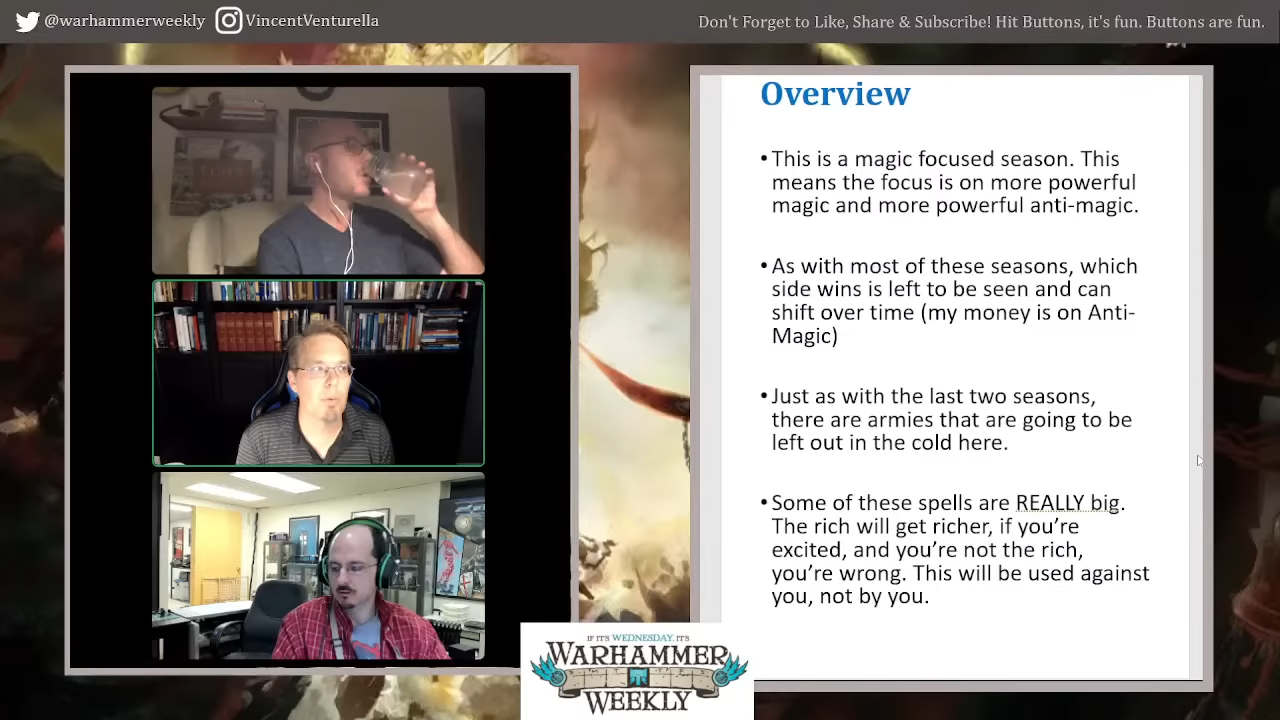 @warhammerweekly VincentVenturella Don't Forget to Like, Share & Subscribe! Hit Buttons, it's fun. Buttons are fun.
Overview
•This is a magic focused season. This
means the focus is on more powerful
magic and more powerful anti-magic.
•As with most of these seasons, which
side wins is left to be seen and can
shift over time (my money is on Anti-
Magic)
•Just as with the last two seasons,
there are armies that are going to be
left out in the cold here.
•Some of these spells are REALLY big.
The rich will get richer, if you're
excited, and you're not the rich,
you're wrong. This will be used against
you, not by you.
IF IT'S WEDNESDAY, IT'S
WARHAMMER
WEEKLY